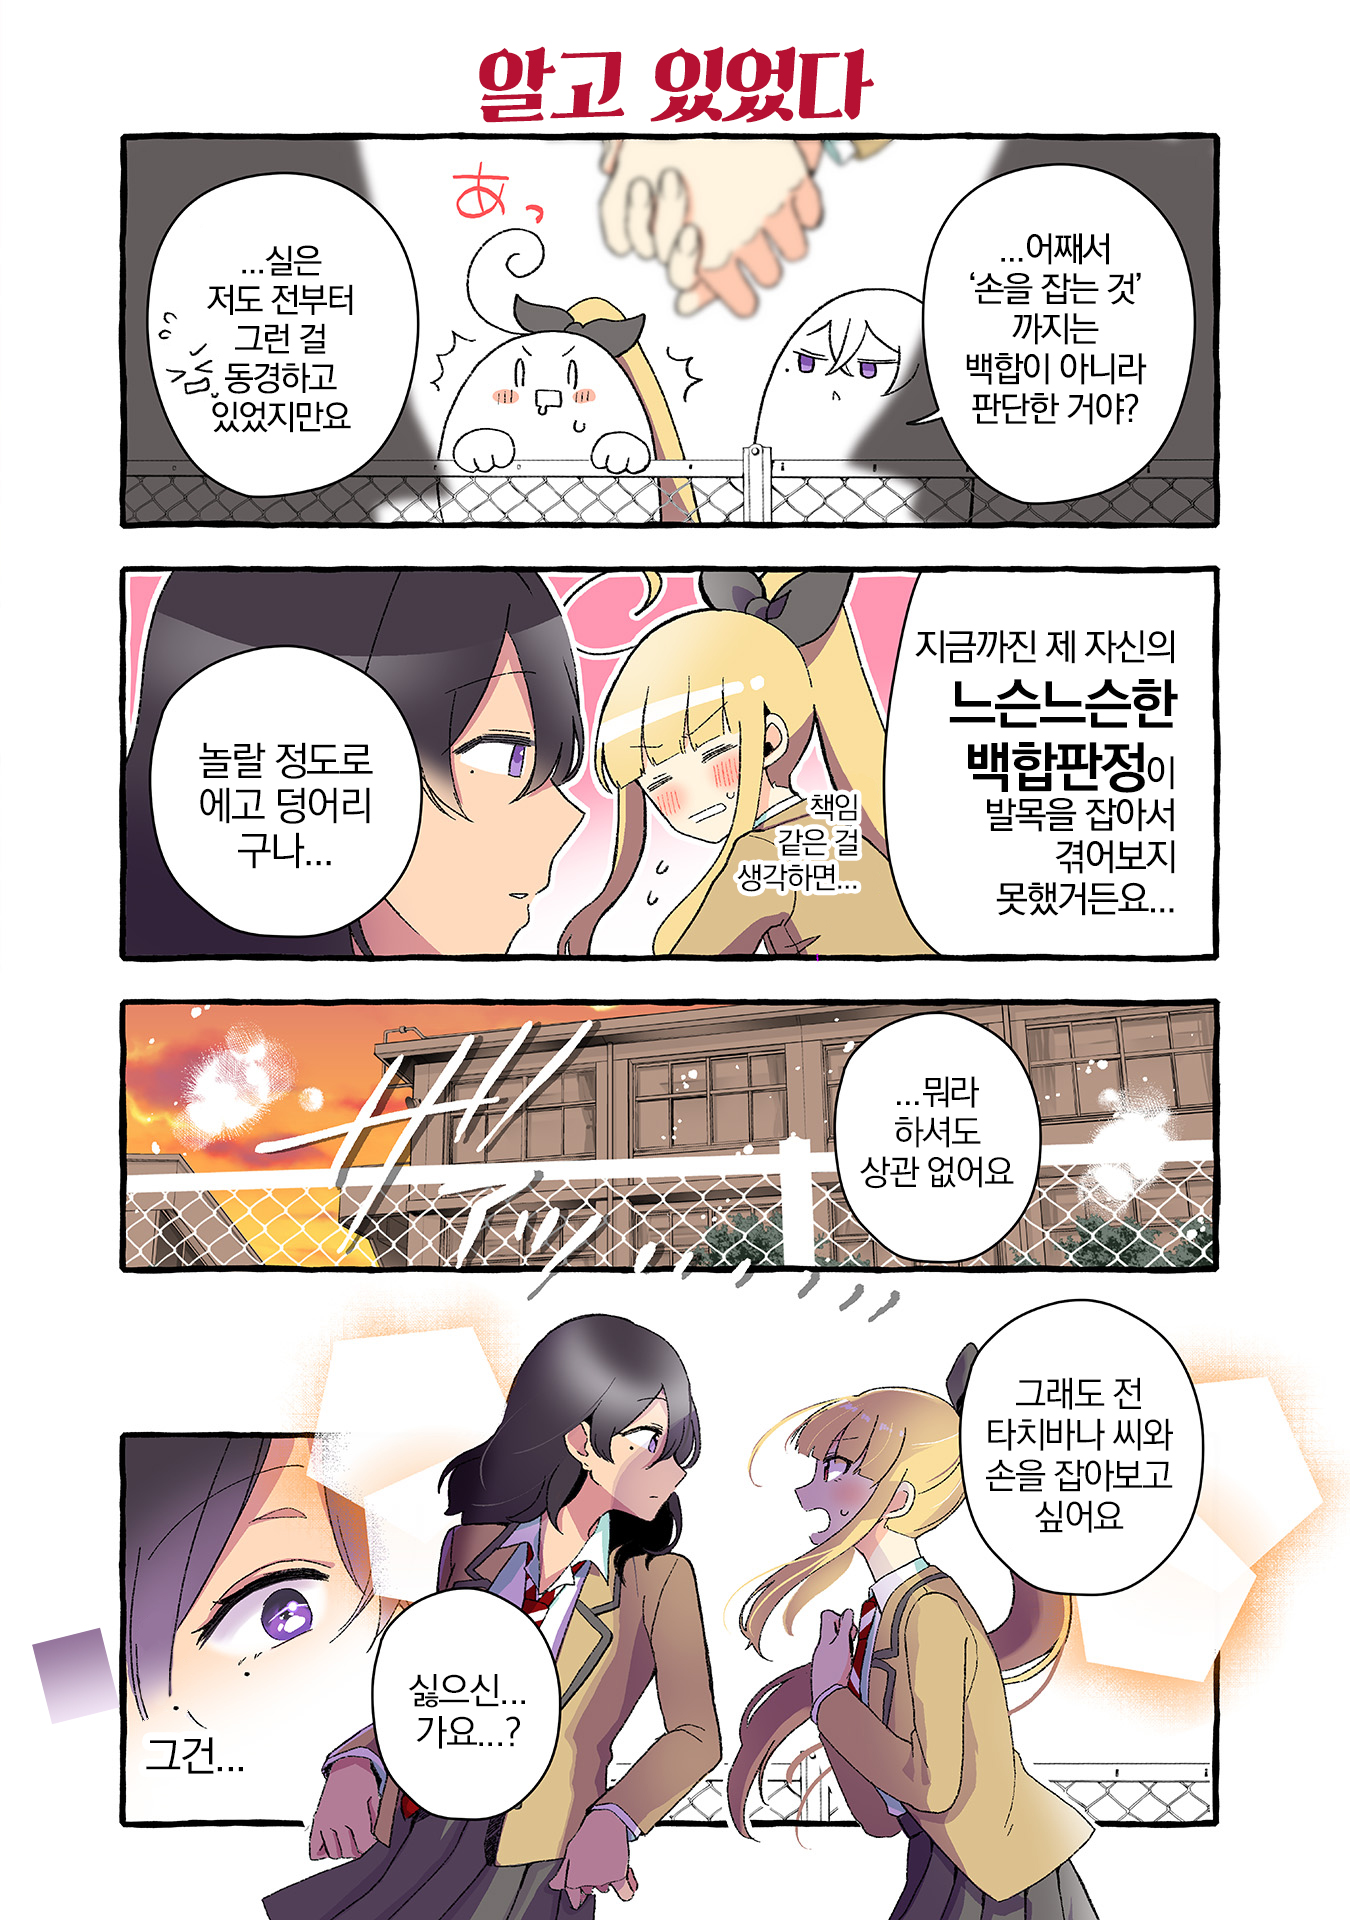 알고 있었다
…어째서
‘손을 잡는 것’
까지는
백합이 아니라
판단한 거야?
あっ
…실은
저도 전부터
그런 걸
동경하고
있었지만요
지금까진 제 자신의
느슨느슨한
백합판정이
발목을 잡아서
겪어보지
못했거든요…
책임
같은 걸
생각하면…
놀랄 정도로
에고 덩어리
구나…
…뭐라
하셔도
상관 없어요
ザアッ
그래도 전
타치바나 씨와
손을 잡아보고
싶어요
싫으신…
가요…?
그건…